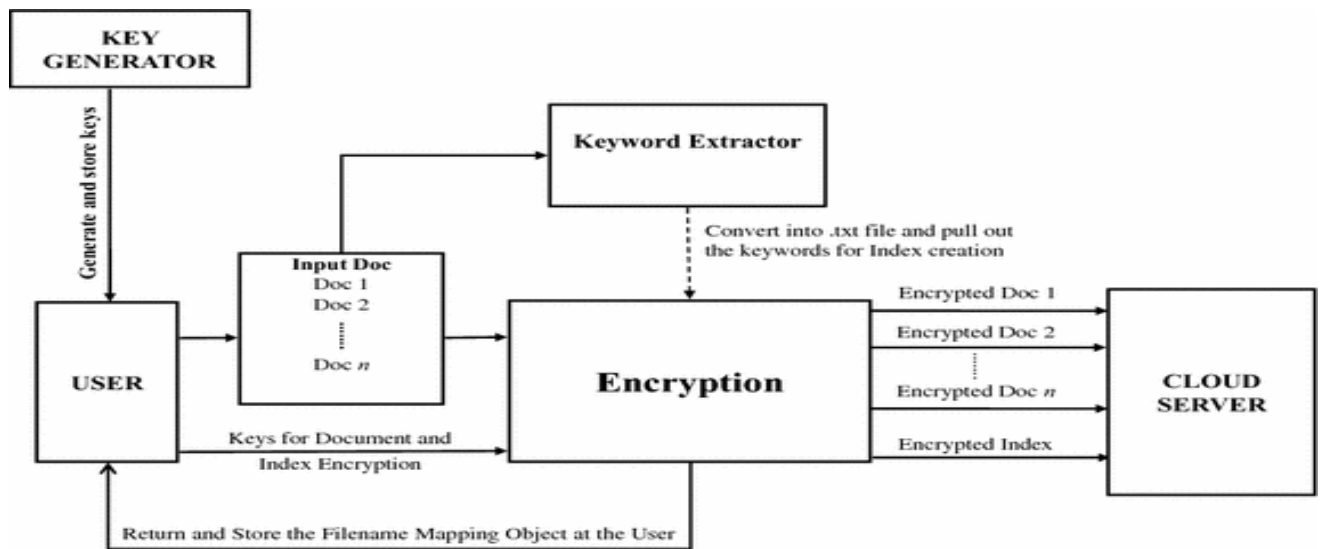 KEY
GENERATOR
Generate and store keys
Keyword Extractor
Convert into .txt file and pull out
the keywords for Index creation
Input Doc
Doc 1
Doc 2
Doc n
USER
Encryption
Keys for Document and
Index Encryption
Encrypted Doc 1
Encrypted Doc 2
Encrypted Doc n
Encrypted Index
CLOUD
SERVER
Return and Store the Filename Mapping Object at the User